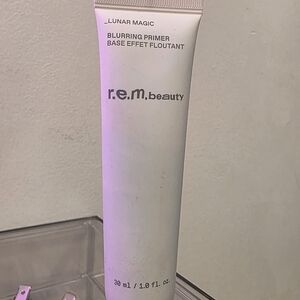 _LUNAR MAGIC
BLURRING PRIMER
BASE EFFET FLOUTANT
r.e.m.beauty
30 ml / 1.0 fl. oz.